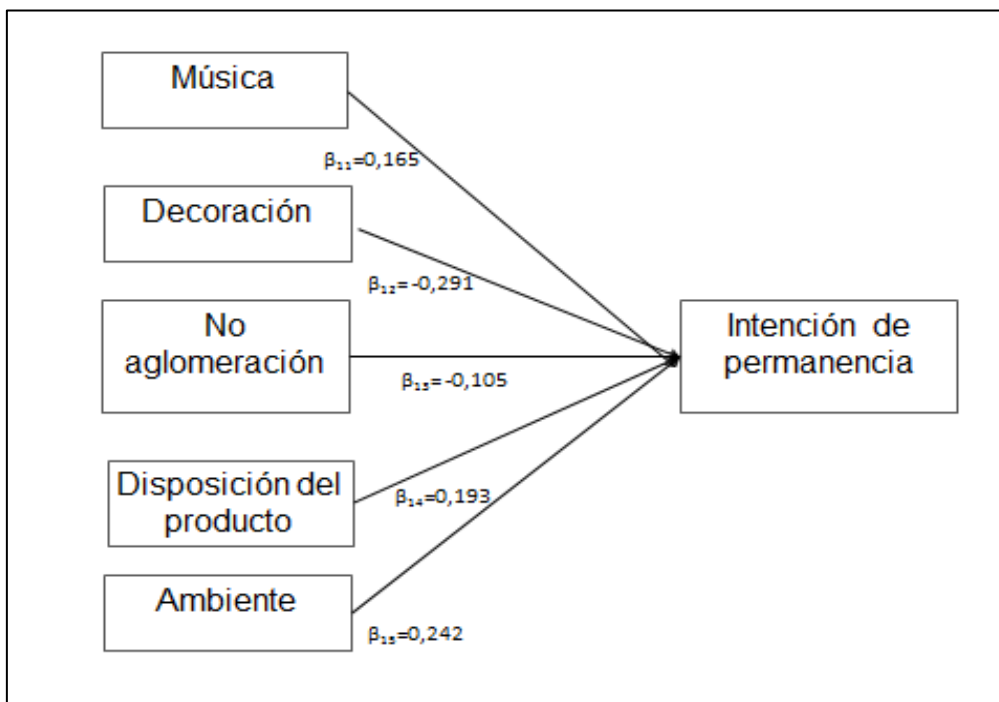 Música
β₁₁=0,165
Decoración
β₁₂= -0,291
No
aglomeración
β₁₃=-0,105
Intención de
permanencia
Disposición del
producto
β₁₄=0,193
Ambiente
β₁₅=0,242